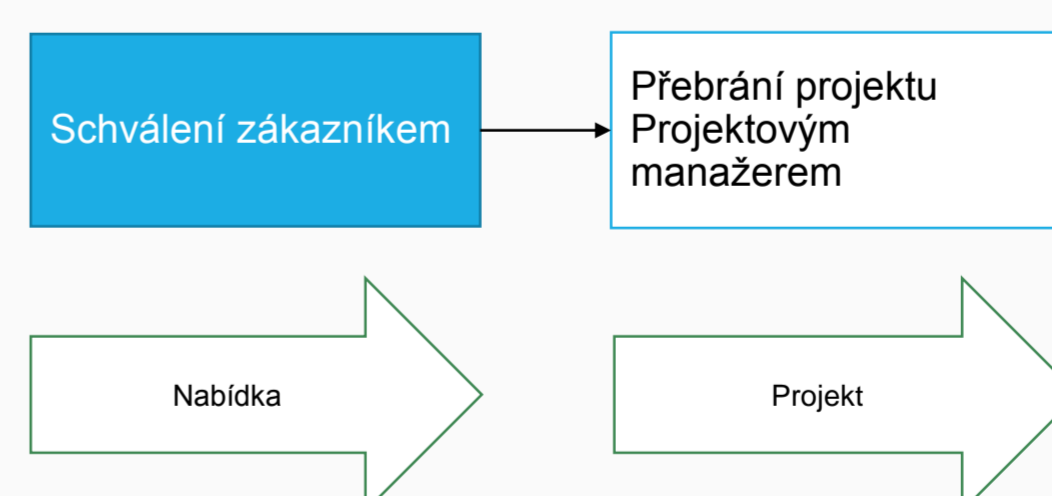 Schválení zákazníkem
Přebrání projektu
Projektovým
manažerem
Nabídka
Projekt